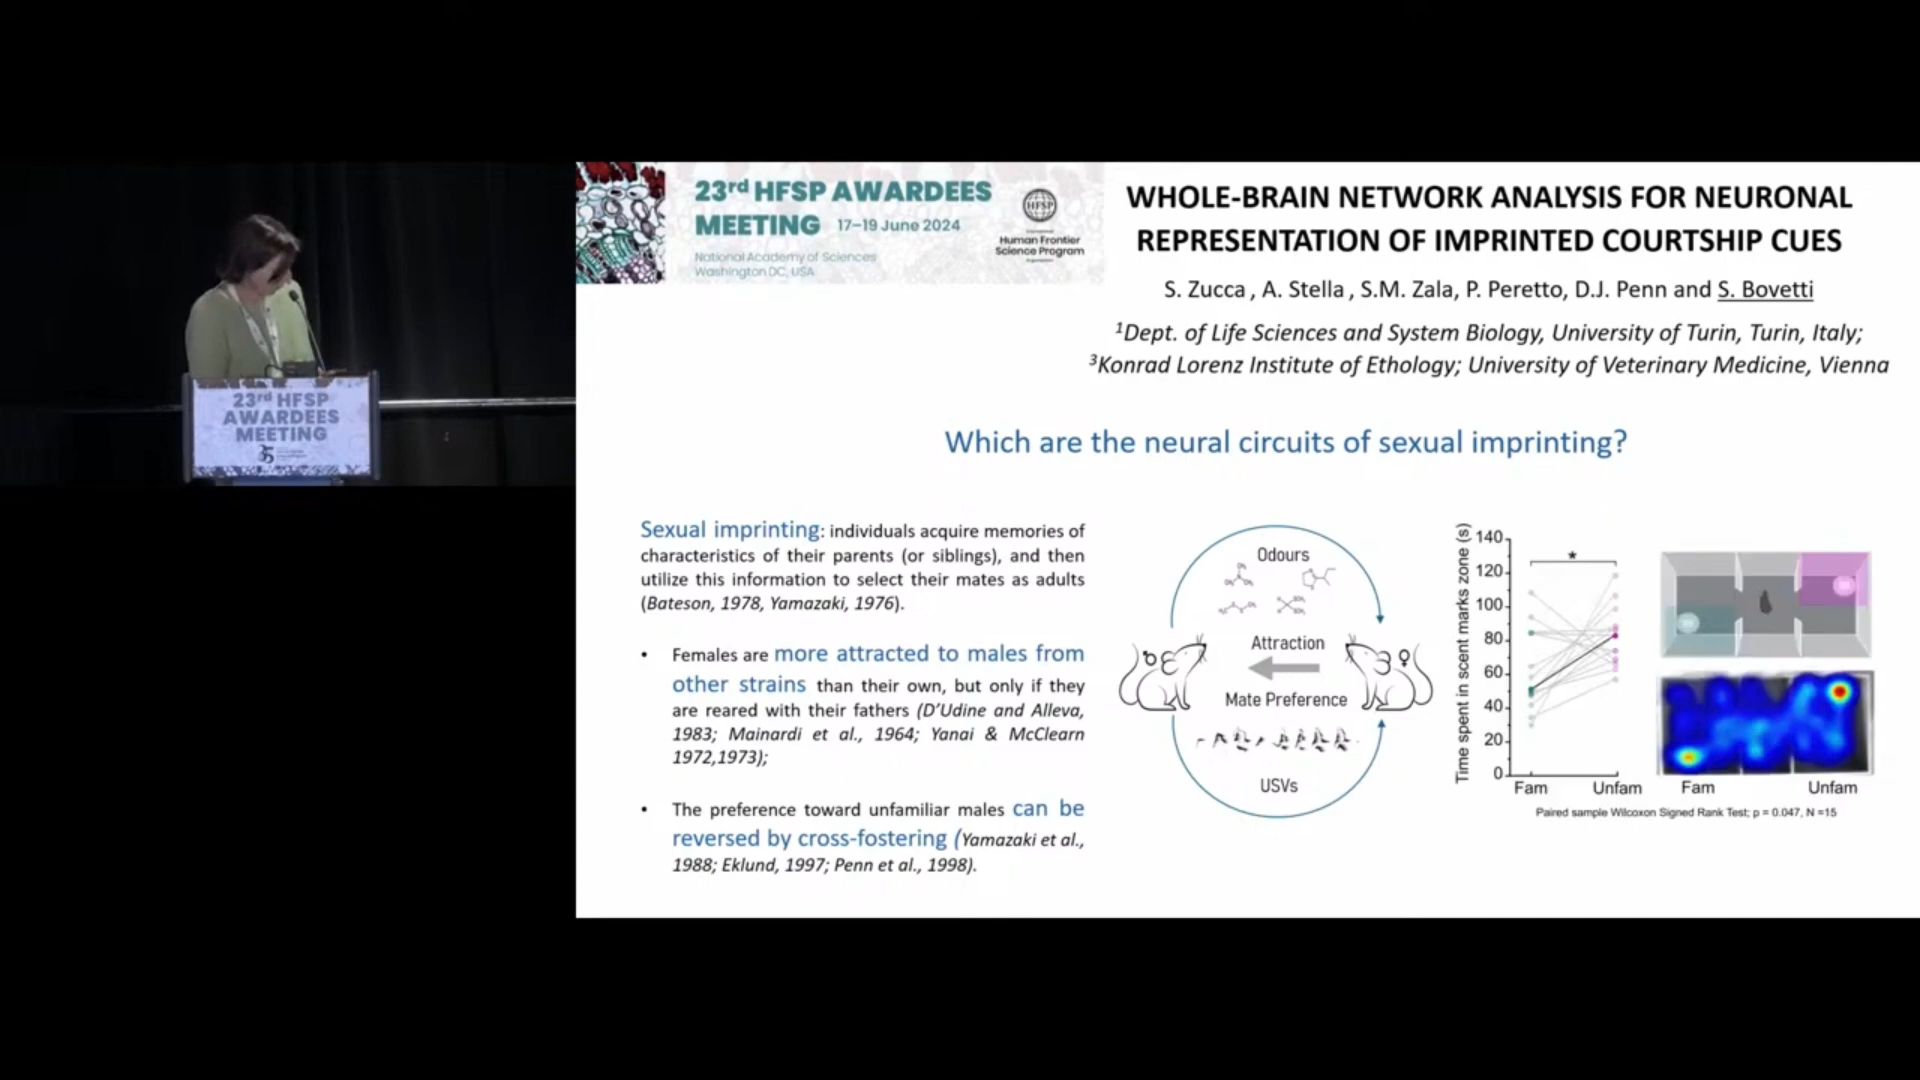 23rd HFSP AWARDEES
MEETING 17–19 June 2024
National Academy of Sciences
Washington DC, USA
HFSP
Human Frontier
Science Program
WHOLE-BRAIN NETWORK ANALYSIS FOR NEURONAL
REPRESENTATION OF IMPRINTED COURTSHIP CUES
S. Zucca , A. Stella , S.M. Zala, P. Peretto, D.J. Penn and S. Bovetti
1Dept. of Life Sciences and System Biology, University of Turin, Turin, Italy;
3Konrad Lorenz Institute of Ethology; University of Veterinary Medicine, Vienna
23rd HFSP
AWARDEES
MEETING
35
Which are the neural circuits of sexual imprinting?
Sexual imprinting: individuals acquire memories of
characteristics of their parents (or siblings), and then
utilize this information to select their mates as adults
(Bateson, 1978, Yamazaki, 1976).
• Females are more attracted to males from
other strains than their own, but only if they
are reared with their fathers (D'Udine and Alleva,
1983; Mainardi et al., 1964; Yanai & McClearn
1972,1973);
• The preference toward unfamiliar males can be
reversed by cross-fostering (Yamazaki et al.,
1988; Eklund, 1997; Penn et al., 1998).
Odours
Attraction
♂
♀
Mate Preference
USVs
Time spent in scent marks zone (s)
140
120
100
80
60
40
20
0
*
Fam Unfam
Fam Unfam
Paired sample Wilcoxon Signed Rank Test; p = 0.047, N =15